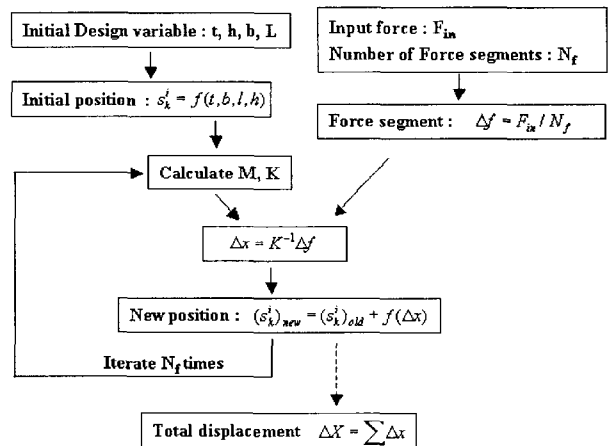 Initial Design variable : t, h, b, L
Input force : F_in
Number of Force segments : N_f
Initial position : s_k^i = f(t,b,l,h)
Force segment : Δf = F_in / N_f
Calculate M, K
Δx = K^{-1}Δf
New position : (s_k^i)_new = (s_k^i)_old + f(Δx)
Iterate N_f times
Total displacement ΔX = ∑Δx